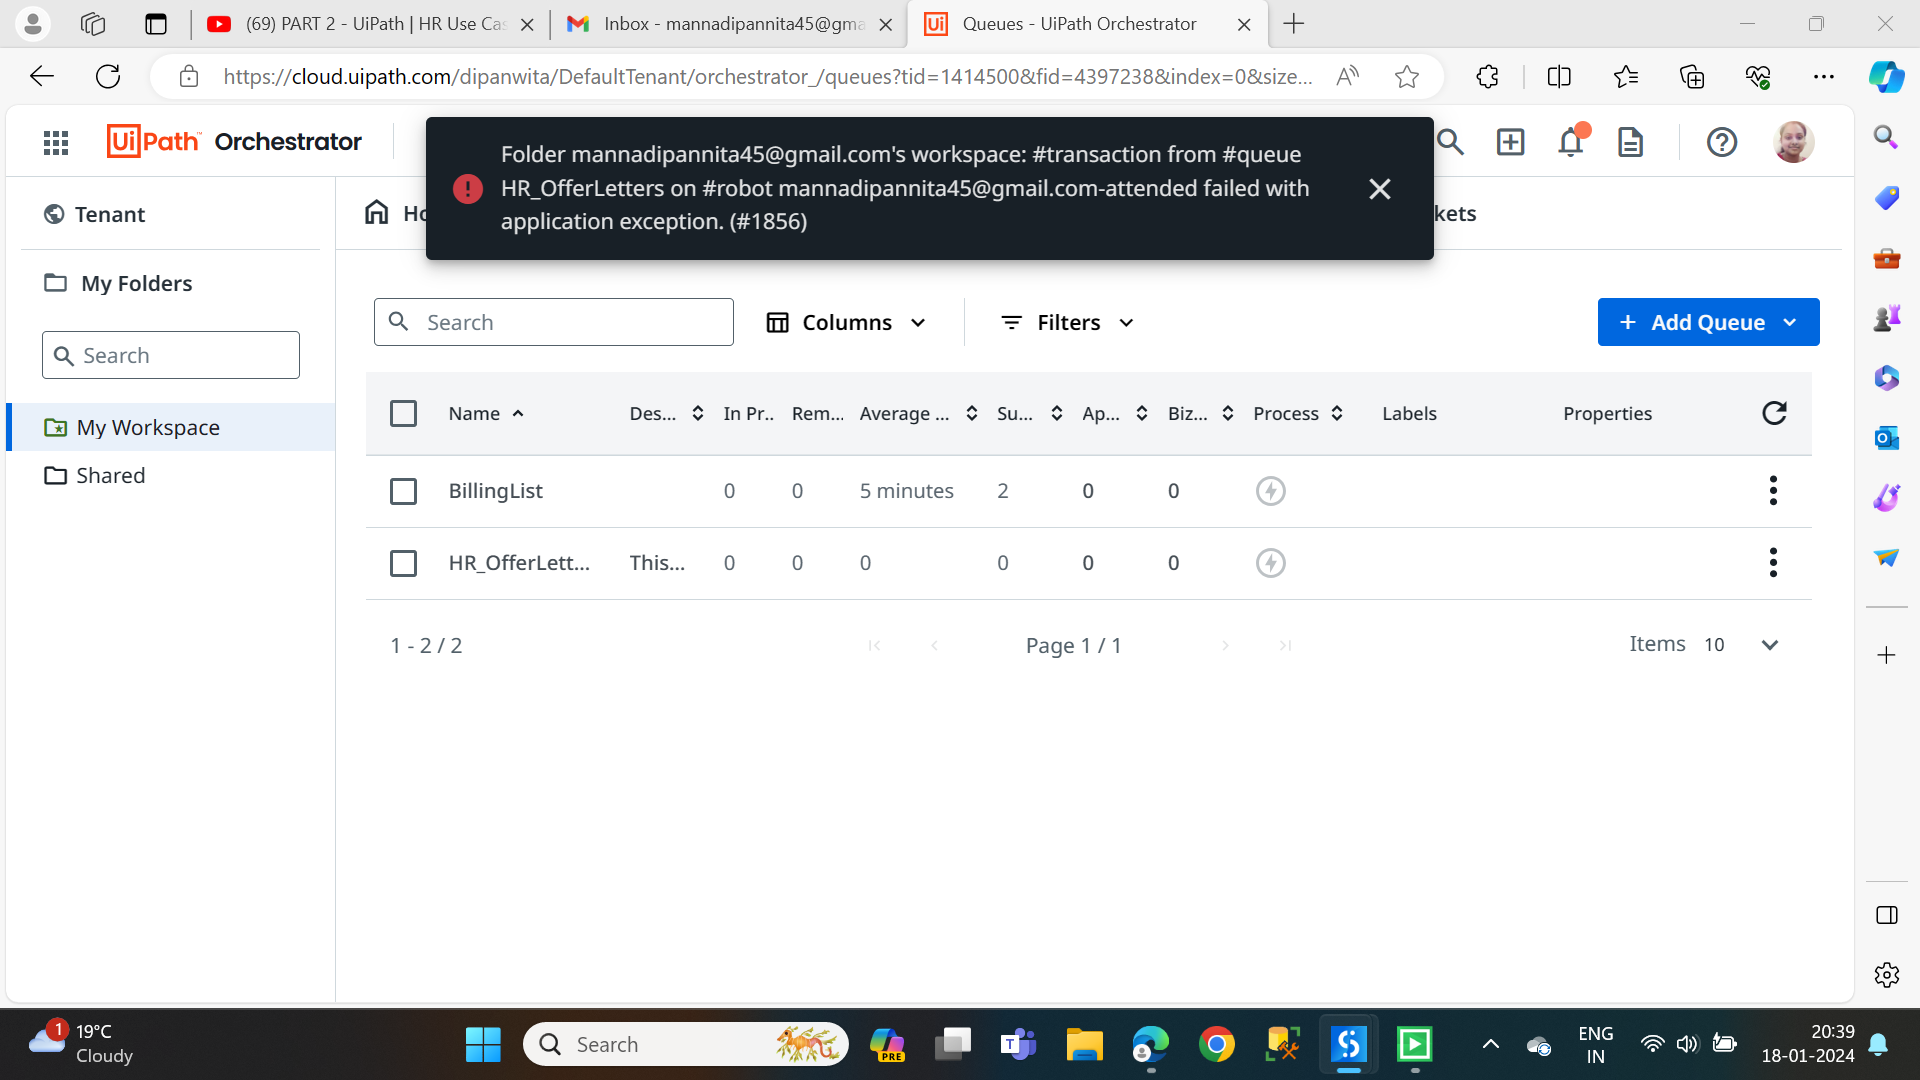 (69) PART 2 - UiPath | HR Use Cas
Inbox - mannadipannita45@gma
Queues - UiPath Orchestrator
https://cloud.uipath.com/dipanwita/DefaultTenant/orchestrator_/queues?tid=1414500&fid=4397238&index=0&size...
UiPath™ Orchestrator
Folder mannadipannita45@gmail.com's workspace: #transaction from #queue
HR_OfferLetters on #robot mannadipannita45@gmail.com-attended failed with
application exception. (#1856)
Tenant
Ho
kets
My Folders
Search
Search
Columns
Filters
+ Add Queue
My Workspace
Shared
Name Des... In Pr.. Rem... Average ... Su... Ap... Biz... Process Labels Properties
BillingList 0 0 5 minutes 2 0 0
HR_OfferLett... This... 0 0 0 0 0 0
1 - 2 / 2
Page 1 / 1
Items 10
1
19°C
Cloudy
Search
PRE
ENG
IN
20:39
18-01-2024